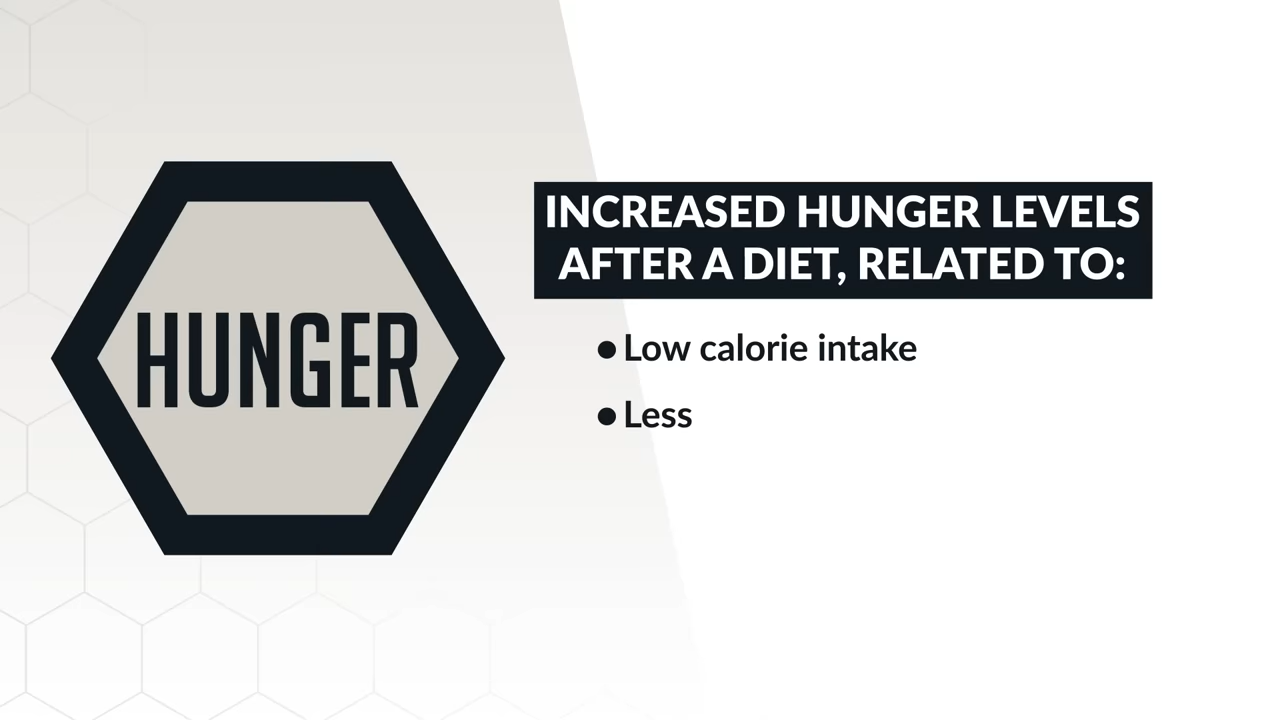 HUNGER
INCREASED HUNGER LEVELS
AFTER A DIET, RELATED TO:
● Low calorie intake
● Less